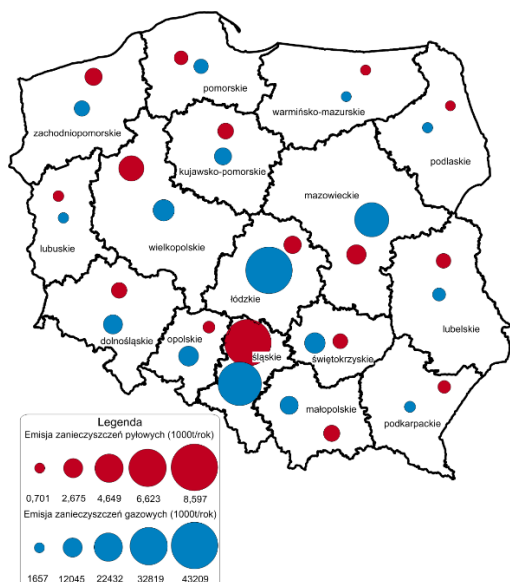 pomorskie
warmińsko-mazurskie
zachodniopomorskie
podlaskie
kujawsko-pomorskie
mazowieckie
lubuskie
wielkopolskie
łódzkie
lubelskie
dolnośląskie
opolskie
śląskie
świętokrzyskie
małopolskie
podkarpackie
Legenda
Emisja zanieczyszczeń pyłowych (1000t/rok)
0,701 2,675 4,649 6,623 8,597
Emisja zanieczyszczeń gazowych (1000t/rok)
1657 12045 22432 32819 43209